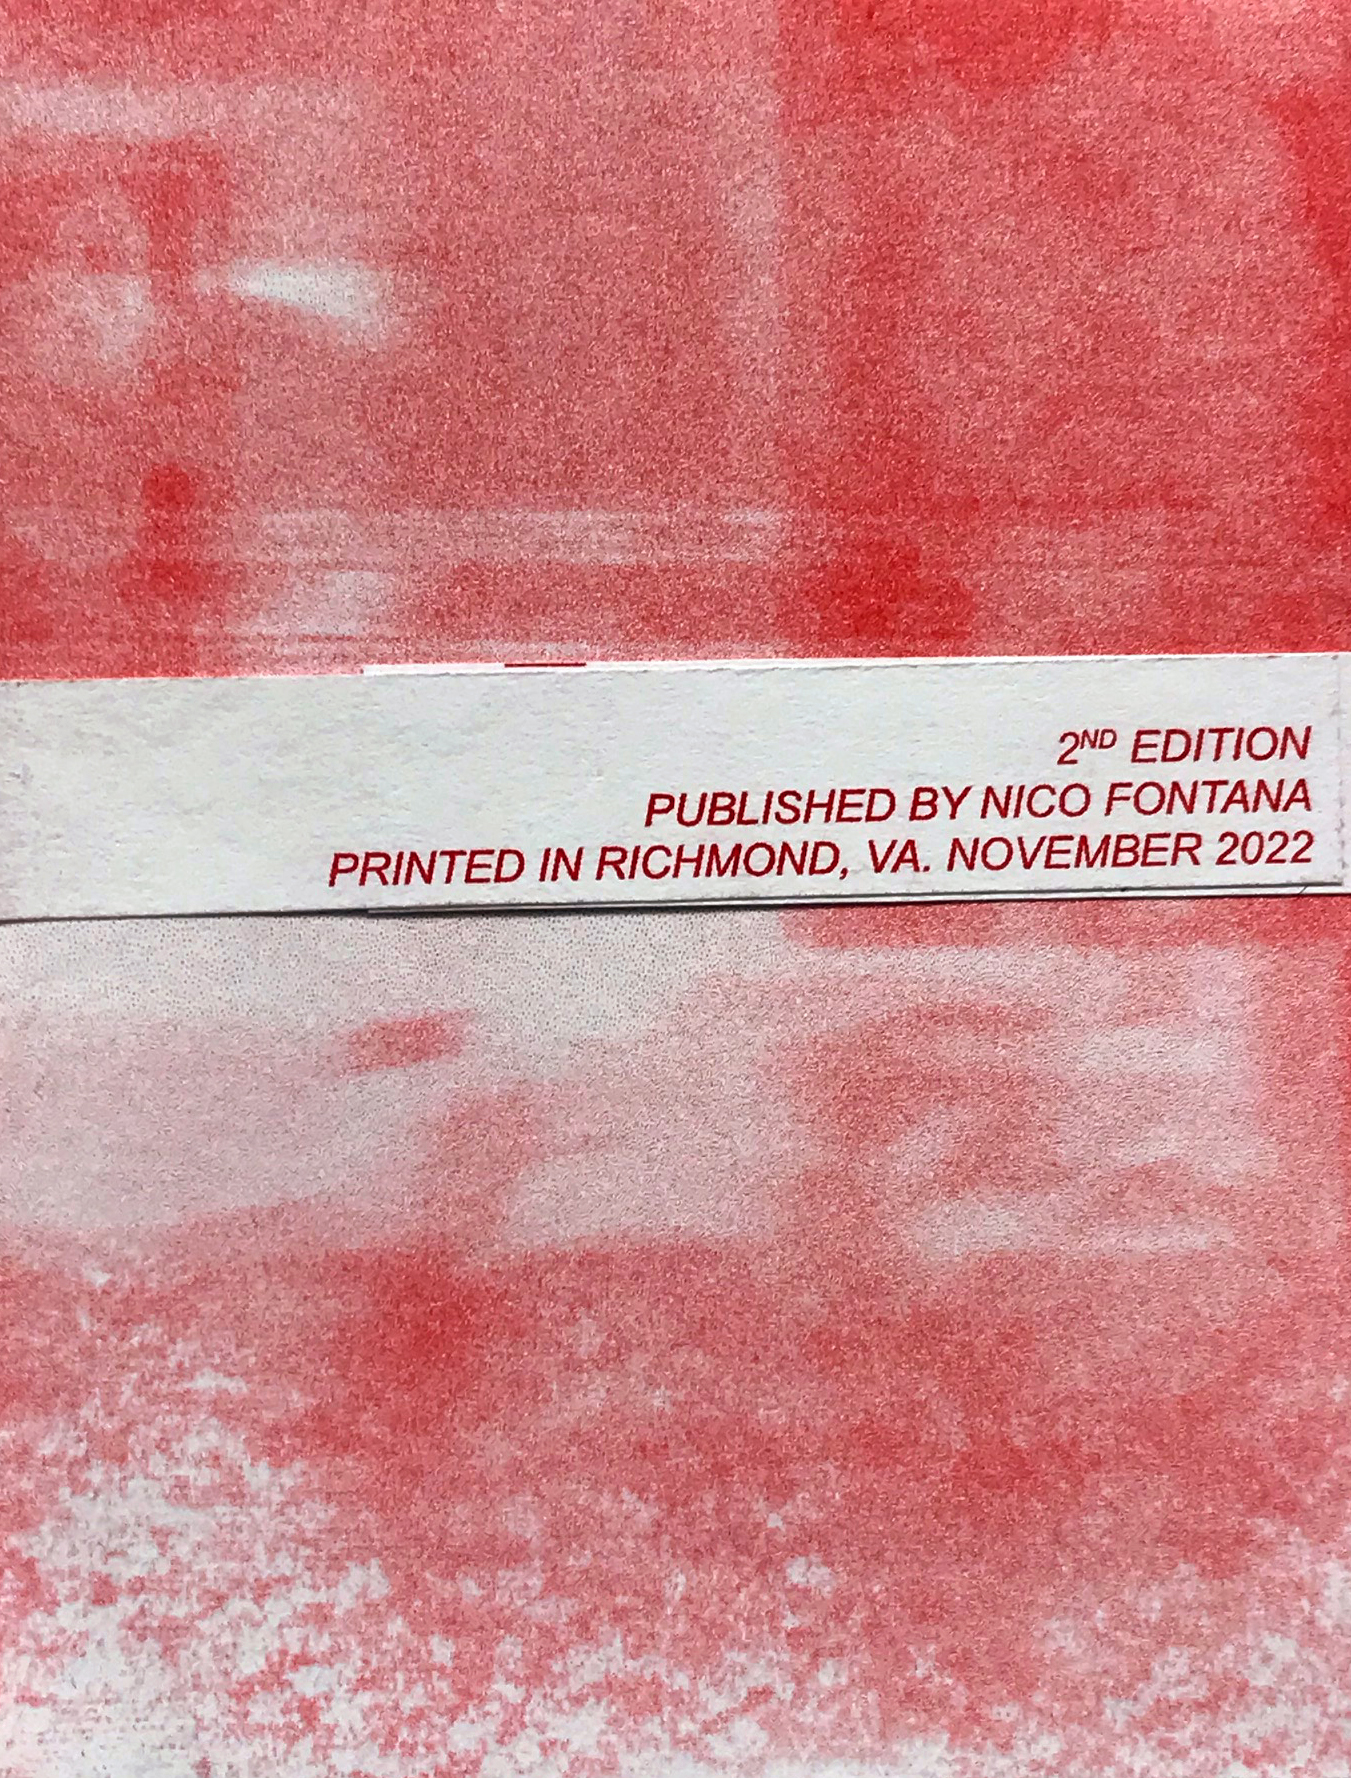 2ND EDITION
PUBLISHED BY NICO FONTANA
PRINTED IN RICHMOND, VA. NOVEMBER 2022